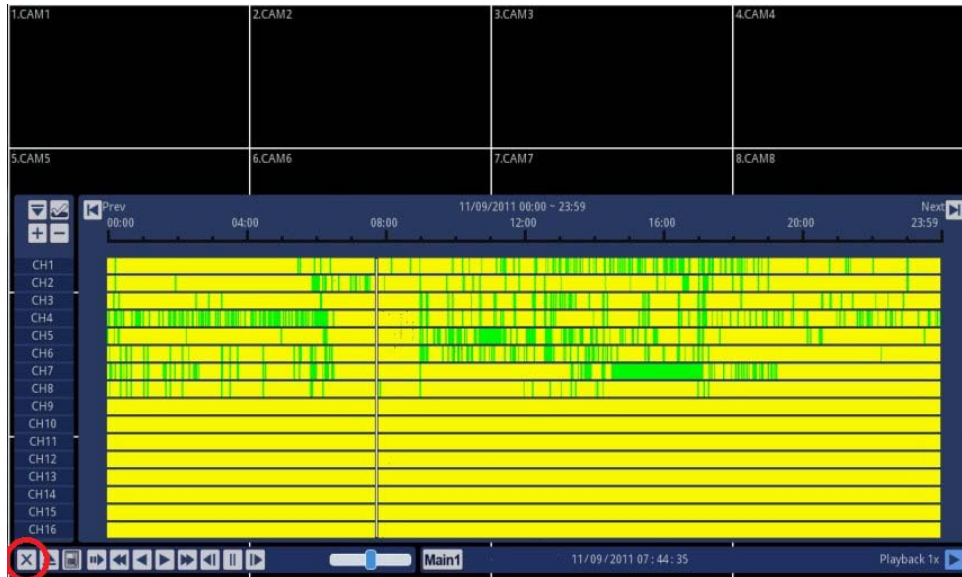 1.CAM1 2.CAM2 3.CAM3 4.CAM4
5.CAM5 6.CAM6 7.CAM7 8.CAM8
Prev 11/09/2011 00:00 ~ 23:59 Next
00:00 04:00 08:00 12:00 16:00 20:00 23:59
CH1
CH2
CH3
CH4
CH5
CH6
CH7
CH8
CH9
CH10
CH11
CH12
CH13
CH14
CH15
CH16
Main1 11/09/2011 07:44:35 Playback 1x